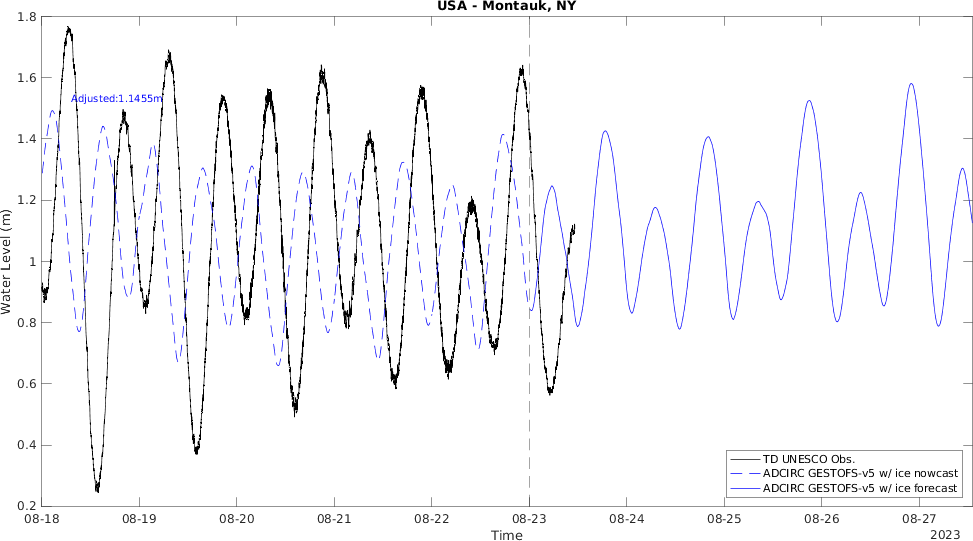 USA - Montauk, NY
1.8
1.6
1.4
1.2
1
0.8
0.6
0.4
0.2
Water Level (m)
Adjusted:1.1455m
TD UNESCO Obs.
ADCIRC GESTOFS-v5 w/ ice nowcast
ADCIRC GESTOFS-v5 w/ ice forecast
08-18 08-19 08-20 08-21 08-22 08-23 08-24 08-25 08-26 08-27
Time
2023